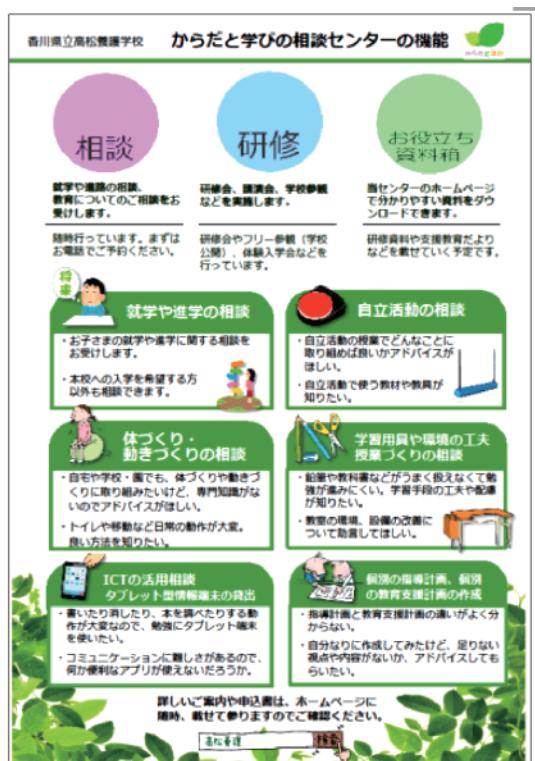 香川県立高松養護学校
からだと学びの相談センターの機能
からだと学び
相談
研修
お役立ち
資料箱
就学や進路の相談、
教育についてのご相談をお
受けします。
研修会、講演会、学校参観
などを実施します。
当センターのホームページ
で分かりやすい資料をダウ
ンロードできます。
随時行っています。まずは
お電話でご予約ください。
研修会やフリー参観（学校
公開）、体験入学会などを
行っています。
研修資料や支援教育だより
などを載せていく予定です。
将来
就学や進学の相談
・お子さまの就学や進学に関する相談を
お受けします。
・本校への入学を希望する方
以外も相談できます。
自立活動の相談
・自立活動の授業でどんなことに
取り組めば良いかアドバイスが
ほしい。
・自立活動で使う教材や教具が
知りたい。
体づくり・
動きづくりの相談
・自宅や学校・園でも、体づくりや動きづ
くりに取り組みたいけど、専門知識がな
いのでアドバイスがほしい。
・トイレや移動など日常の動作が大変。
良い方法を知りたい。
学習用具や環境の工夫
授業づくりの相談
・鉛筆や教科書などがうまく扱えなくて勉
強が進みにくい。学習手段の工夫や配慮
が知りたい。
・教室の環境、設備の改善に
ついて助言してほしい。
ICTの活用相談
タブレット型情報端末の貸出
・書いたり消したり、本を調べたりする動
作が大変なので、勉強にタブレット端末
を使いたい。
・コミュニケーションに難しさがあるので、
何か便利なアプリが使えないだろうか。
個別の指導計画、個別
の教育支援計画の作成
・指導計画と教育支援計画の違いがよく分
からない。
・自分なりに作成してみたけど、足りない
視点や内容がないか、アドバイスしても
らいたい。
詳しいご案内や申込書は、ホームページに
随時、載せて参りますのでご確認ください。
高松養護
検索